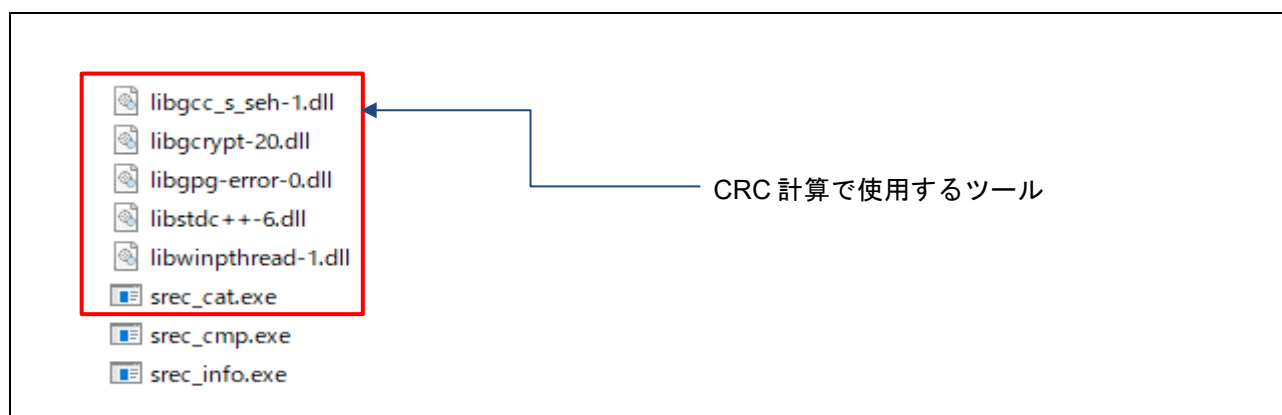 libgcc_s_seh-1.dll
libgcrypt-20.dll
libgpg-error-0.dll
libstdc++-6.dll
libwinpthread-1.dll
srec_cat.exe
srec_cmp.exe
srec_info.exe
CRC 計算で使用するツール